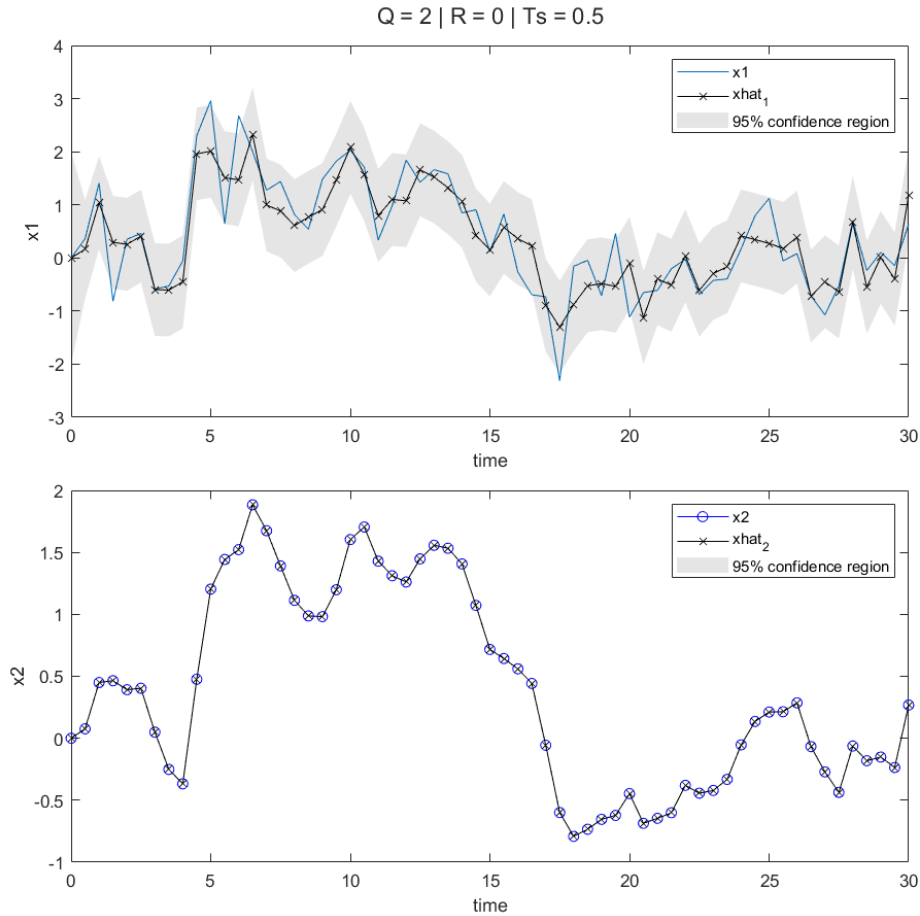 Q = 2 | R = 0 | Ts = 0.5
4
3
2
1
0
-1
-2
-3
x1
x1
xhat1
95% confidence region
0 5 10 15 20 25 30
time
2
1.5
1
0.5
0
-0.5
-1
x2
x2
xhat2
95% confidence region
0 5 10 15 20 25 30
time